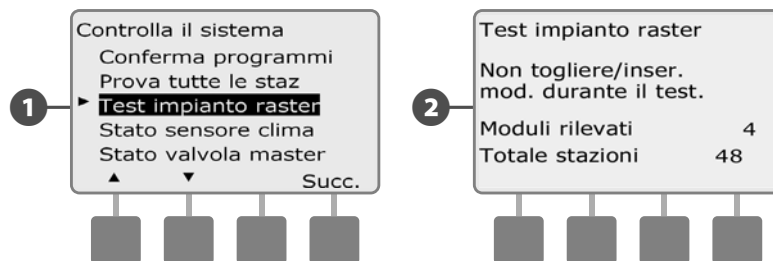 1
Controlla il sistema
Conferma programmi
Prova tutte le staz
► Test impianto raster
Stato sensore clima
Stato valvola master
▲ ▼ Succ.
2
Test impianto raster
Non togliere/inser.
mod. durante il test.
Moduli rilevati 4
Totale stazioni 48